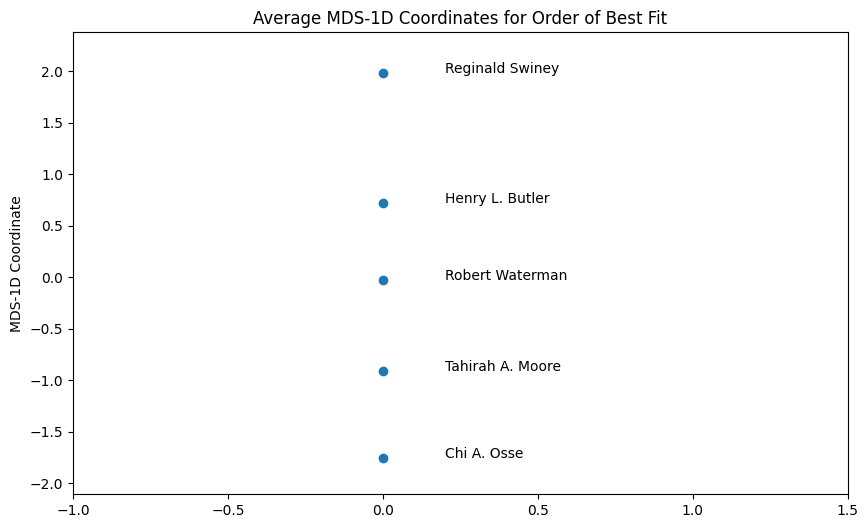 Average MDS-1D Coordinates for Order of Best Fit
2.0
Reginald Swiney
1.5
1.0
Henry L. Butler
0.5
MDS-1D Coordinate
0.0
Robert Waterman
−0.5
Tahirah A. Moore
−1.0
−1.5
Chi A. Osse
−2.0
−1.0
−0.5
0.0
0.5
1.0
1.5